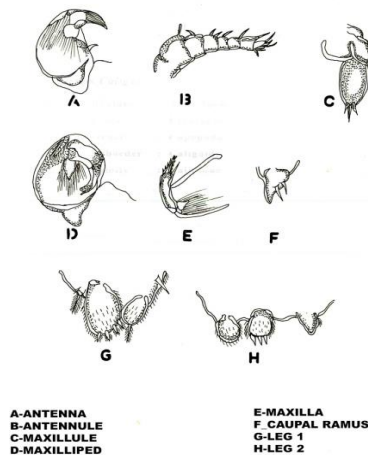 A
B
C
D
E
F
G
H
A-ANTENNA
B-ANTENNULE
C-MAXILLULE
D-MAXILLIPED
E-MAXILLA
F_CAUPAL RAMUS
G-LEG 1
H-LEG 2